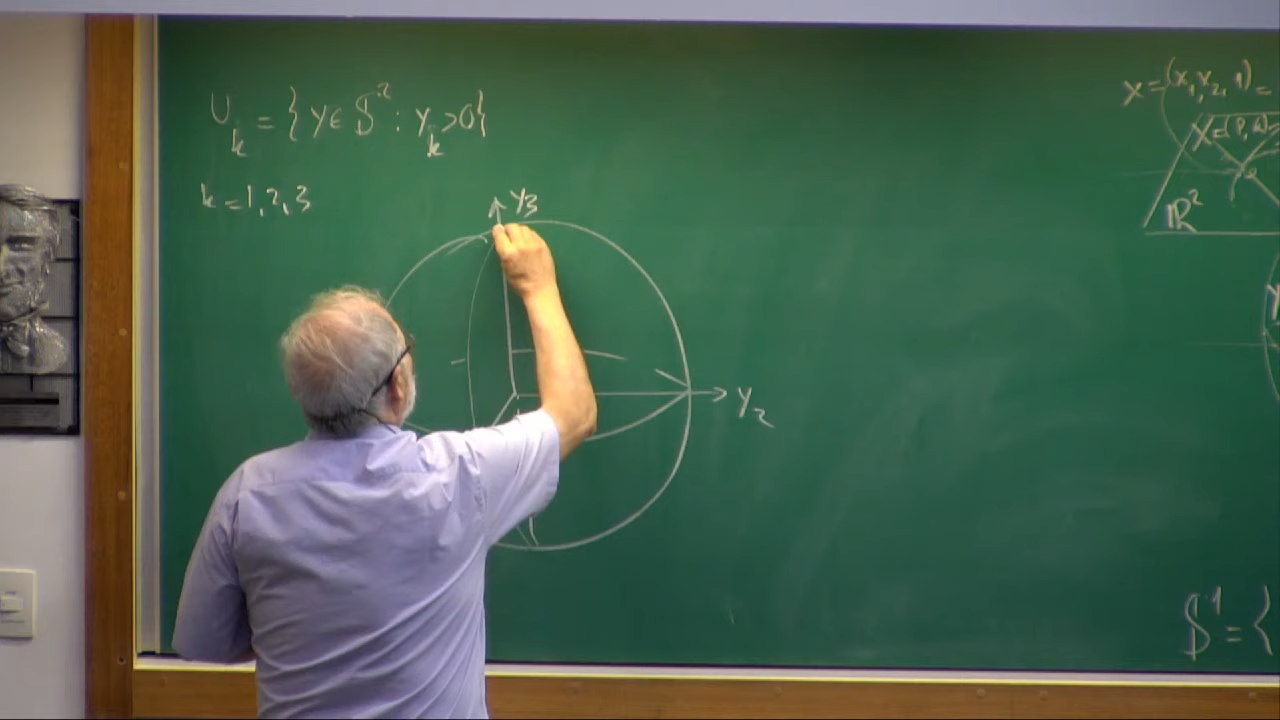 U_k = { y ∈ S² : y_k > 0 }
k = 1, 2, 3
y₃
y₂
x = (x₁, x₂, 1) =
ℝ²
S¹ = {